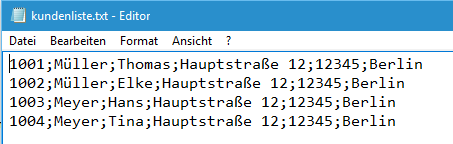 kundenliste.txt - Editor
Datei Bearbeiten Format Ansicht ?
1001;Müller;Thomas;Hauptstraße 12;12345;Berlin
1002;Müller;Elke;Hauptstraße 12;12345;Berlin
1003;Meyer;Hans;Hauptstraße 12;12345;Berlin
1004;Meyer;Tina;Hauptstraße 12;12345;Berlin